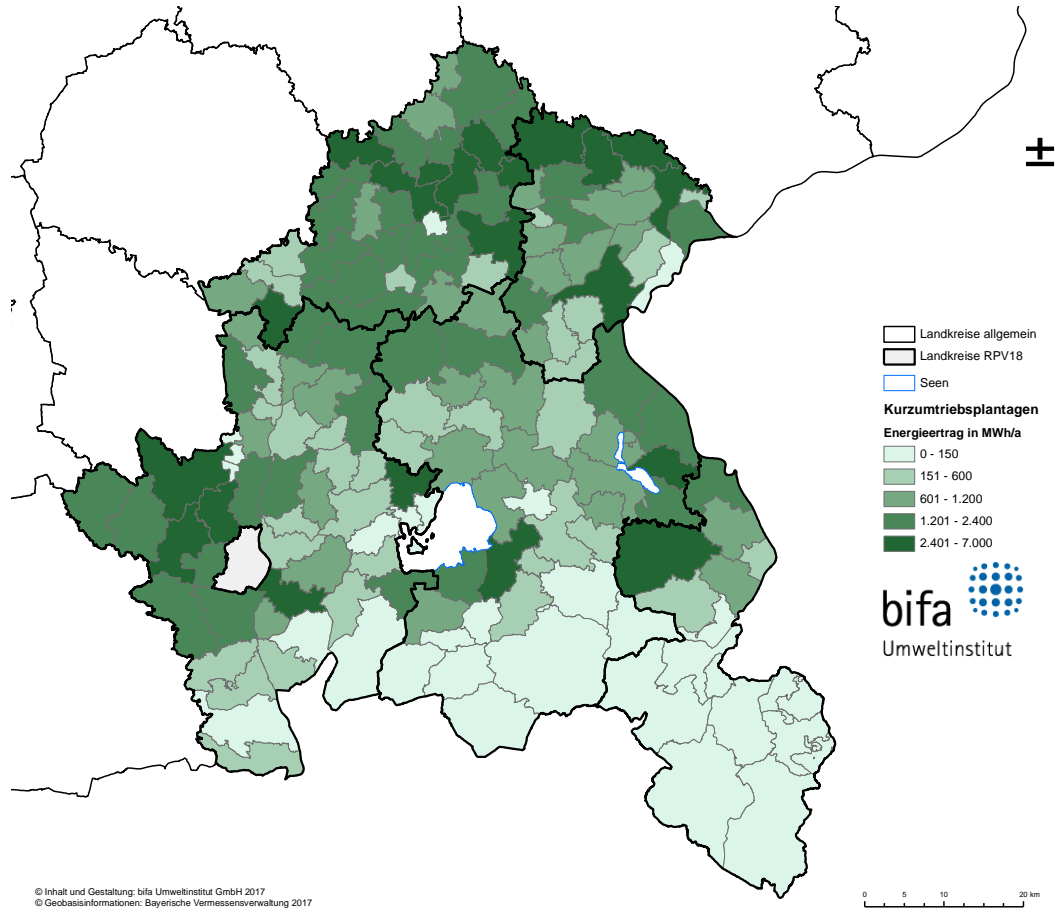 Landkreise allgemein
Landkreise RPV18
Seen
Kurzumtriebsplantagen
Energieertrag in MWh/a
0 - 150
151 - 600
601 - 1.200
1.201 - 2.400
2.401 - 7.000
bifa
Umweltinstitut
© Inhalt und Gestaltung: bifa Umweltinstitut GmbH 2017
© Geobasisinformationen: Bayerische Vermessensverwaltung 2017
0 5 10 20 km